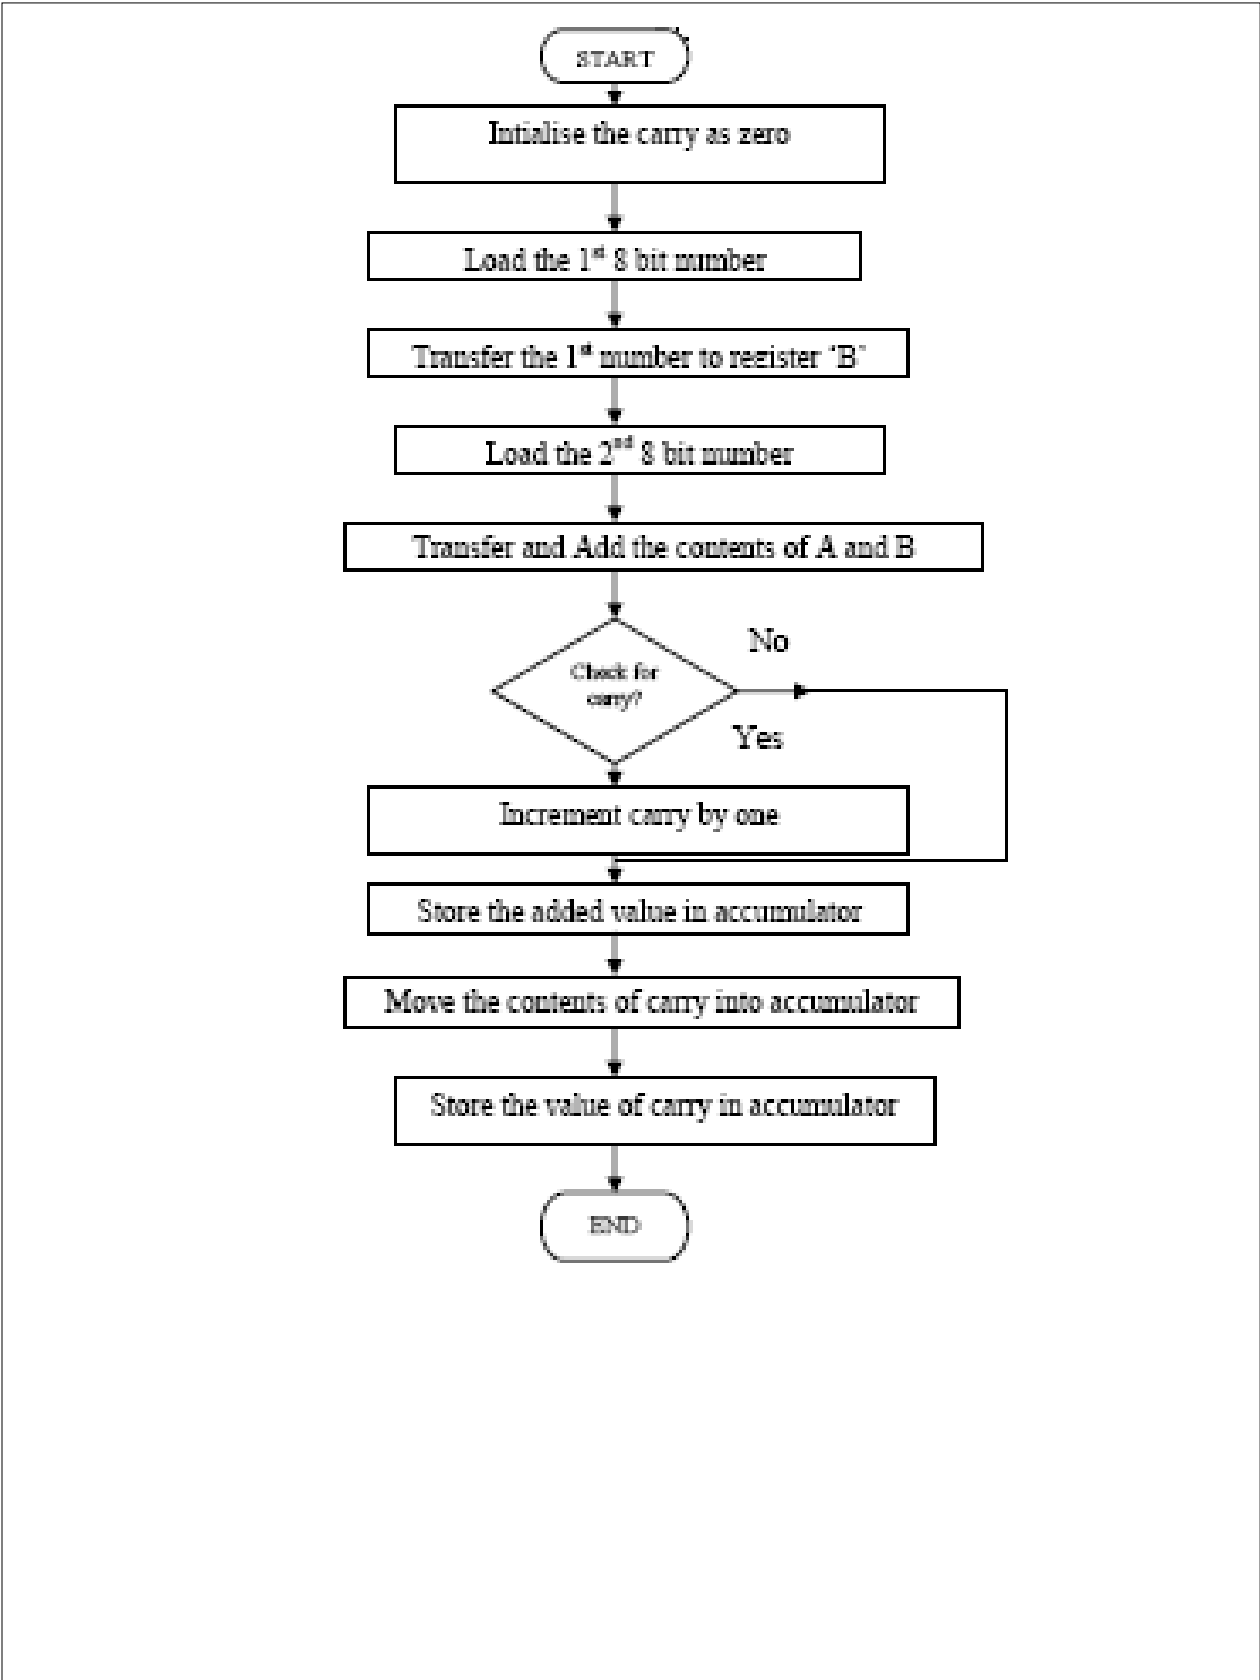 START
Intialise the carry as zero
Load the 1st 8 bit number
Transfer the 1st number to register 'B'
Load the 2nd 8 bit number
Transfer and Add the contents of A and B
No
Check for
carry?
Yes
Increment carry by one
Store the added value in accumulator
Move the contents of carry into accumulator
Store the value of carry in accumulator
END